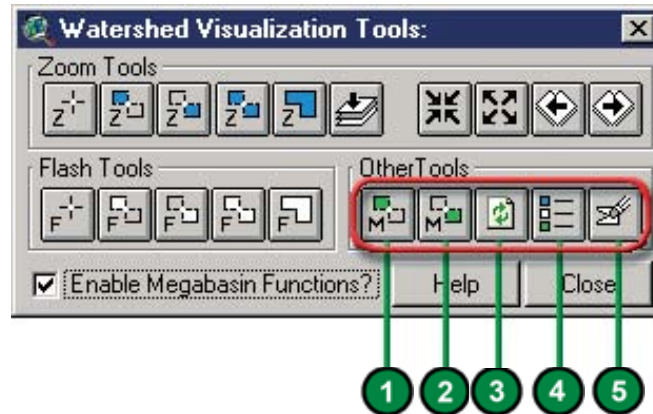 Watershed Visualization Tools:
Zoom Tools
Z Z Z Z Z
Flash Tools
OtherTools
F F F F F M M
Enable Megabasin Functions?
Help
Close
1 2 3 4 5